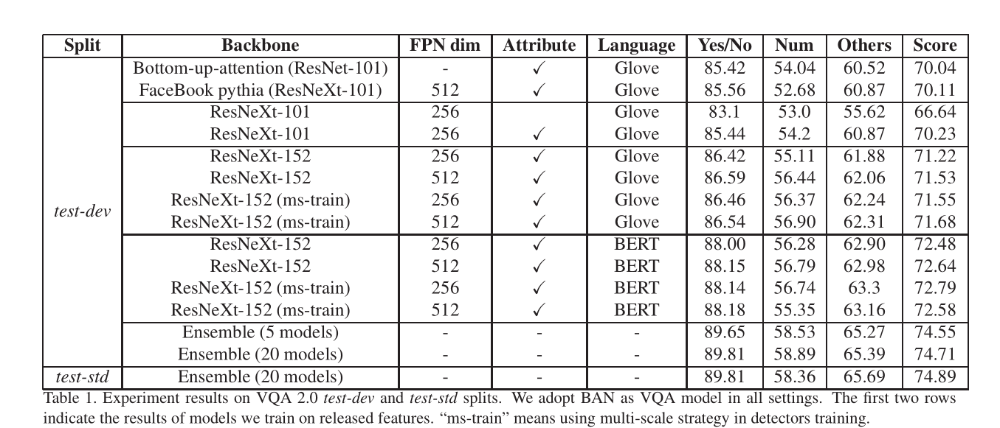 Split Backbone FPN dim Attribute Language Yes/No Num Others Score
Bottom-up-attention (ResNet-101) - ✓ Glove 85.42 54.04 60.52 70.04
FaceBook pythia (ResNeXt-101) 512 ✓ Glove 85.56 52.68 60.87 70.11
ResNeXt-101 256 Glove 83.1 53.0 55.62 66.64
ResNeXt-101 256 ✓ Glove 85.44 54.2 60.87 70.23
ResNeXt-152 256 ✓ Glove 86.42 55.11 61.88 71.22
ResNeXt-152 512 ✓ Glove 86.59 56.44 62.06 71.53
ResNeXt-152 (ms-train) 256 ✓ Glove 86.46 56.37 62.24 71.55
test-dev
ResNeXt-152 (ms-train) 512 ✓ Glove 86.54 56.90 62.31 71.68
ResNeXt-152 256 ✓ BERT 88.00 56.28 62.90 72.48
ResNeXt-152 512 ✓ BERT 88.15 56.79 62.98 72.64
ResNeXt-152 (ms-train) 256 ✓ BERT 88.14 56.74 63.3 72.79
ResNeXt-152 (ms-train) 512 ✓ BERT 88.18 55.35 63.16 72.58
Ensemble (5 models) - - - 89.65 58.53 65.27 74.55
Ensemble (20 models) - - - 89.81 58.89 65.39 74.71
test-std Ensemble (20 models) - - - 89.81 58.36 65.69 74.89
Table 1. Experiment results on VQA 2.0 test-dev and test-std splits. We adopt BAN as VQA model in all settings. The first two rows
indicate the results of models we train on released features. “ms-train” means using multi-scale strategy in detectors training.